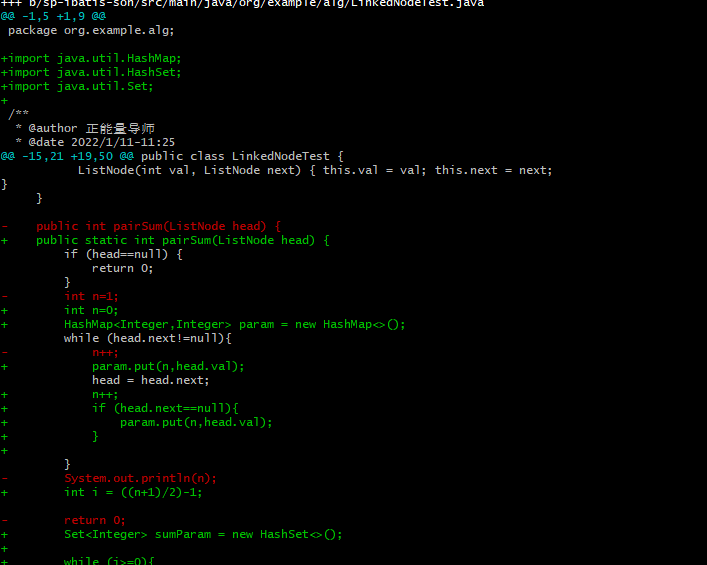 +++ b/sp-ibatis-son/src/main/java/org/example/alg/LinkedNodeTest.java
@@ -1,5 +1,9 @@
 package org.example.alg;

+import java.util.HashMap;
+import java.util.HashSet;
+import java.util.Set;
+
 /**
  * @author 正能量导师
  * @date 2022/1/11-11:25
@@ -15,21 +19,50 @@ public class LinkedNodeTest {
          ListNode(int val, ListNode next) { this.val = val; this.next = next;
}
     }

-    public int pairSum(ListNode head) {
+    public static int pairSum(ListNode head) {
         if (head==null) {
             return 0;
         }
-        int n=1;
+        int n=0;
+        HashMap<Integer,Integer> param = new HashMap<>();
         while (head.next!=null){
-            n++;
+            param.put(n,head.val);
             head = head.next;
+            n++;
+            if (head.next==null){
+                param.put(n,head.val);
+            }
+
         }
-        System.out.println(n);
+        int i = ((n+1)/2)-1;

-        return 0;
+        Set<Integer> sumParam = new HashSet<>();
+
+        while (i>=0){